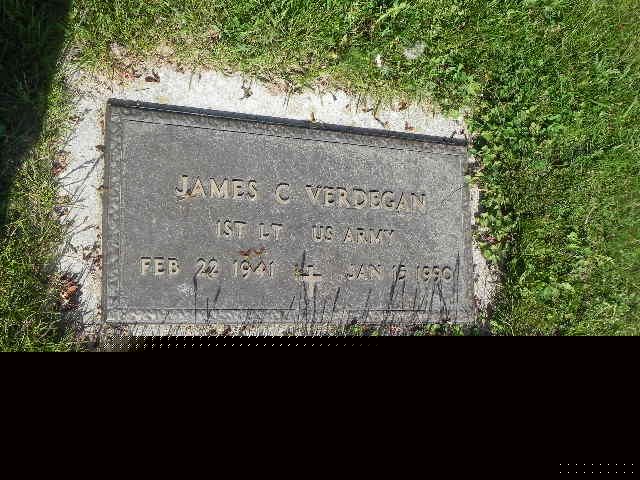 JAMES C VERDEGAN
1ST LT US ARMY
FEB 22 1941 JAN 15 1990